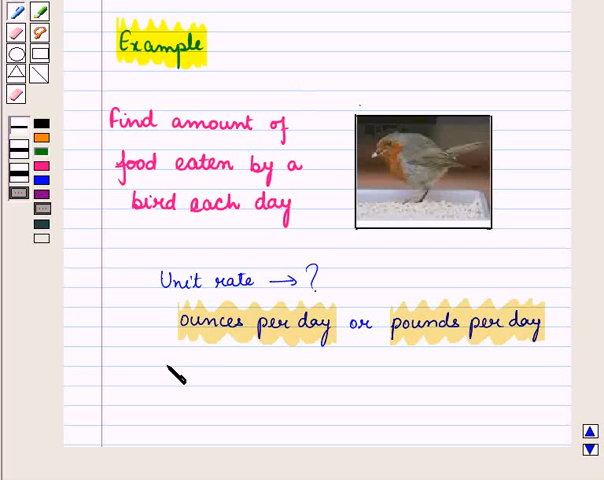 Example
Find amount of
food eaten by a
bird each day
Unit rate → ?
ounces per day or pounds per day